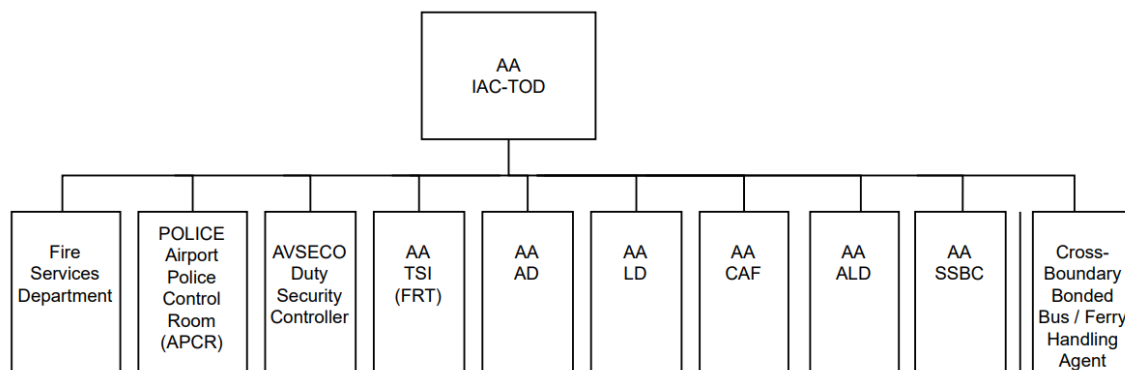 AA
IAC-TOD
Fire
Services
Department
POLICE
Airport
Police
Control
Room
(APCR)
AVSECO
Duty
Security
Controller
AA
TSI
(FRT)
AA
AD
AA
LD
AA
CAF
AA
ALD
AA
SSBC
Cross-
Boundary
Bonded
Bus / Ferry
Handling
Agent